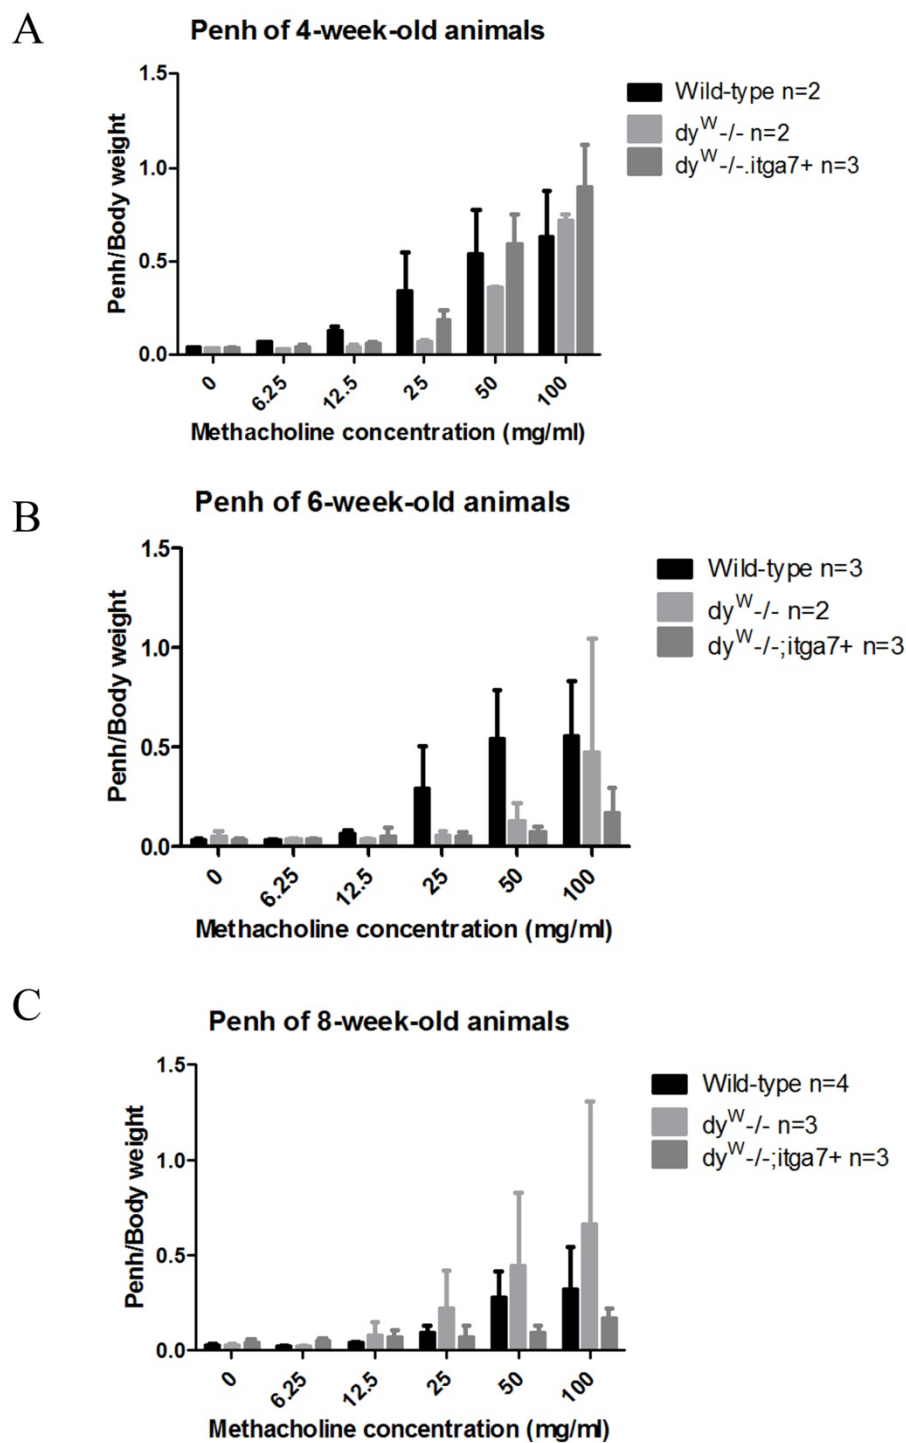 A
Penh of 4-week-old animals
1.5
1.0
0.5
0.0
Penh/Body weight
0
6.25
12.5
25
50
100
Methacholine concentration (mg/ml)
Wild-type n=2
dyW-/- n=2
dyW-/-.itga7+ n=3
B
Penh of 6-week-old animals
1.5
1.0
0.5
0.0
Penh/Body weight
0
6.25
12.5
25
50
100
Methacholine concentration (mg/ml)
Wild-type n=3
dyW-/- n=2
dyW-/-;itga7+ n=3
C
Penh of 8-week-old animals
1.5
1.0
0.5
0.0
Penh/Body weight
0
6.25
12.5
25
50
100
Methacholine concentration (mg/ml)
Wild-type n=4
dyW-/- n=3
dyW-/-;itga7+ n=3